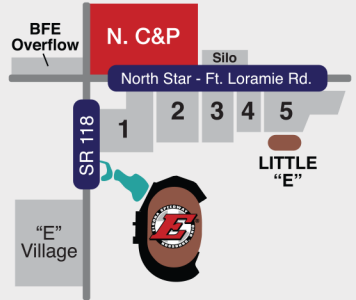 BFE
Overflow
N. C&P
Silo
North Star - Ft. Loramie Rd.
SR 118
1
2
3
4
5
LITTLE
“E”
“E”
Village
E